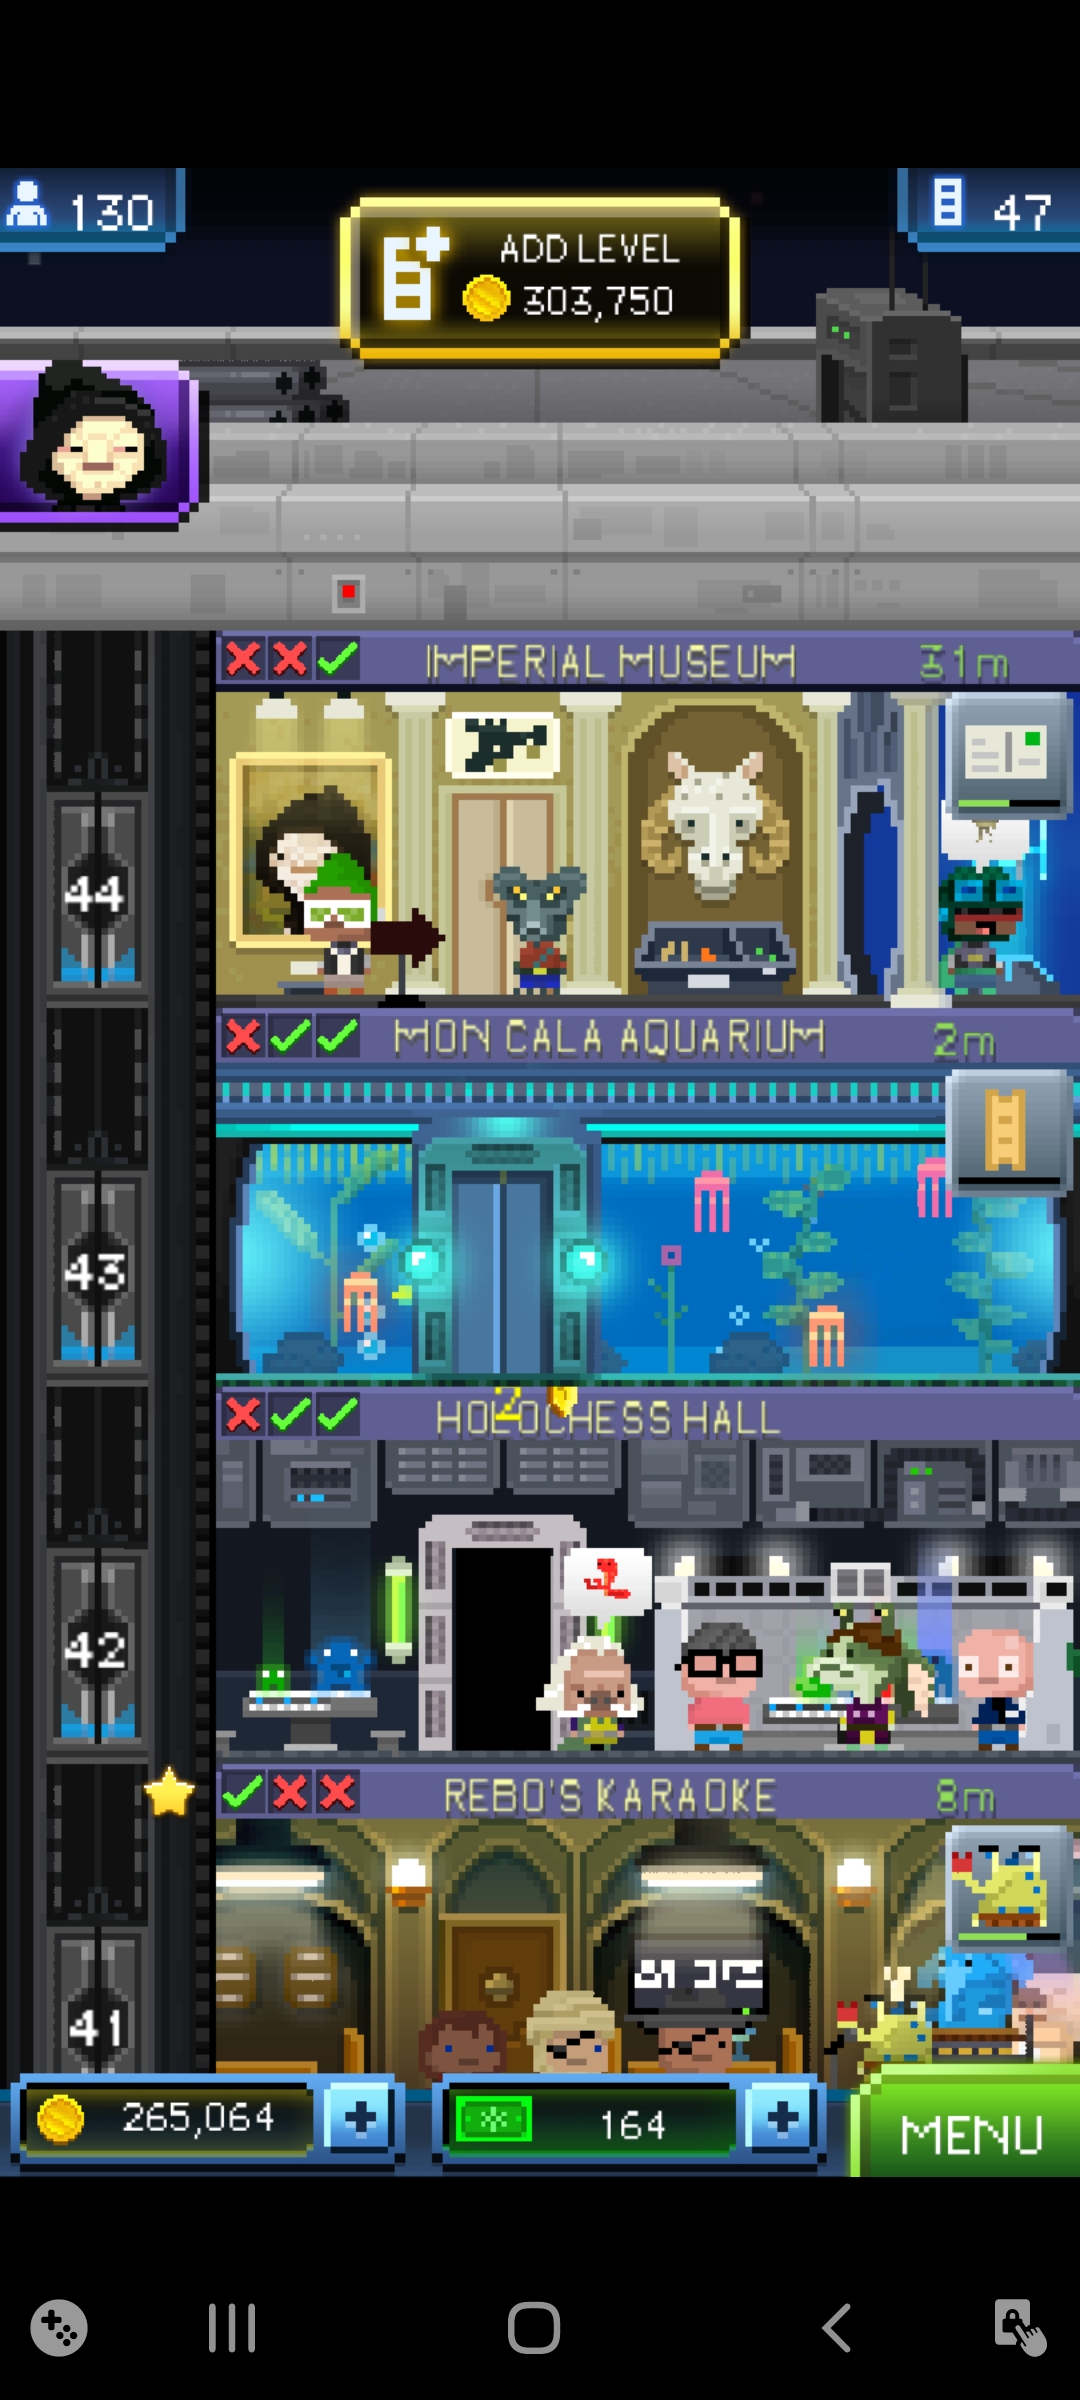 130
ADD LEVEL
303,750
47
IMPERIAL MUSEUM 31m
44
MON CALA AQUARIUM 2m
43
2
HOLOCHESS HALL
42
REBO'S KARAOKE 8m
41
265,064
164
MENU